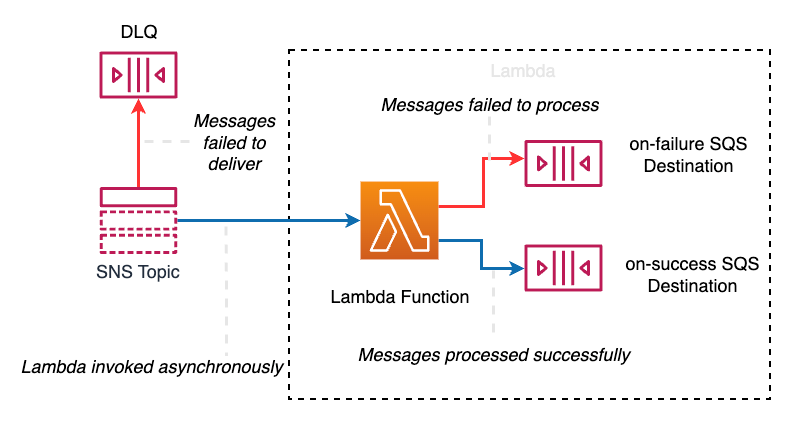 DLQ
Lambda
Messages
failed to
deliver
Messages failed to process
on-failure SQS
Destination
SNS Topic
on-success SQS
Destination
Lambda Function
Lambda invoked asynchronously
Messages processed successfully